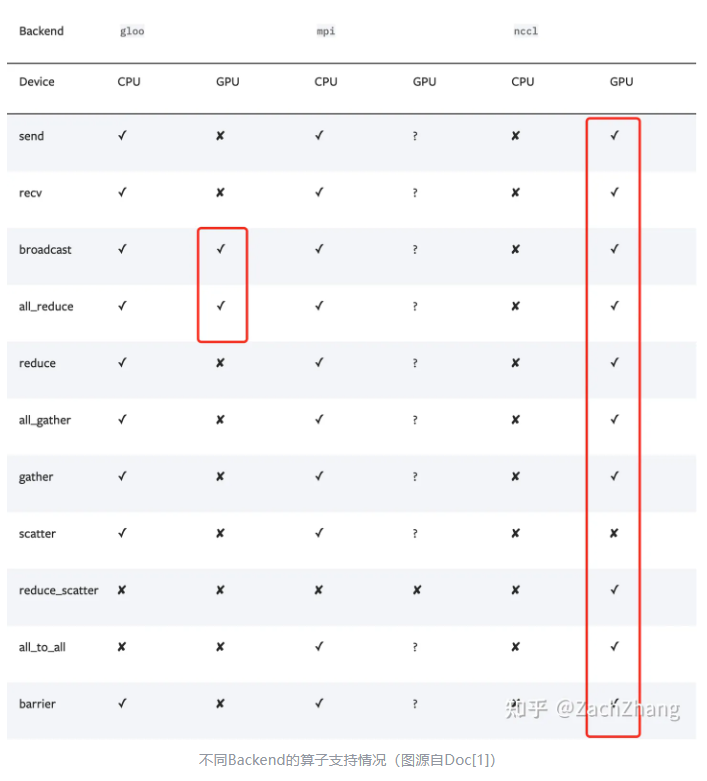 Backend gloo mpi nccl
Device CPU GPU CPU GPU CPU GPU
send ✓ ✘ ✓ ? ✘ ✓
recv ✓ ✘ ✓ ? ✘ ✓
broadcast ✓ ✓ ✓ ? ✘ ✓
all_reduce ✓ ✓ ✓ ? ✘ ✓
reduce ✓ ✘ ✓ ? ✘ ✓
all_gather ✓ ✘ ✓ ? ✘ ✓
gather ✓ ✘ ✓ ? ✘ ✓
scatter ✓ ✘ ✓ ? ✘ ✘
reduce_scatter ✘ ✘ ✘ ✘ ✘ ✓
all_to_all ✘ ✘ ✓ ? ✘ ✓
barrier ✓ ✘ ✓ ? ✘ ✓
知乎 @ZachZhang
不同Backend的算子支持情况（图源自Doc[1]）